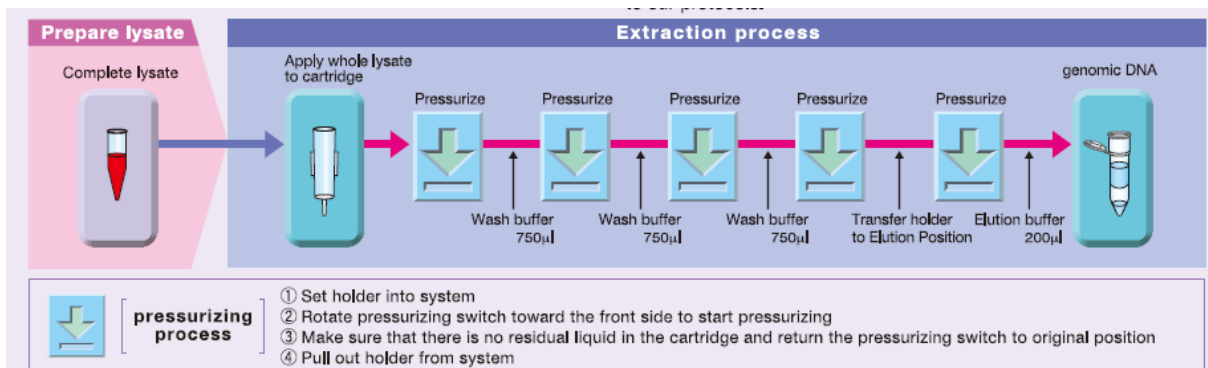 to our protocols.
Prepare lysate
Extraction process
Complete lysate
Apply whole lysate
to cartridge
genomic DNA
Pressurize
Pressurize
Pressurize
Pressurize
Pressurize
Wash buffer
750µl
Wash buffer
750µl
Wash buffer
750µl
Transfer holder
to Elution Position
Elution buffer
200µl
pressurizing
process
① Set holder into system
② Rotate pressurizing switch toward the front side to start pressurizing
③ Make sure that there is no residual liquid in the cartridge and return the pressurizing switch to original position
④ Pull out holder from system